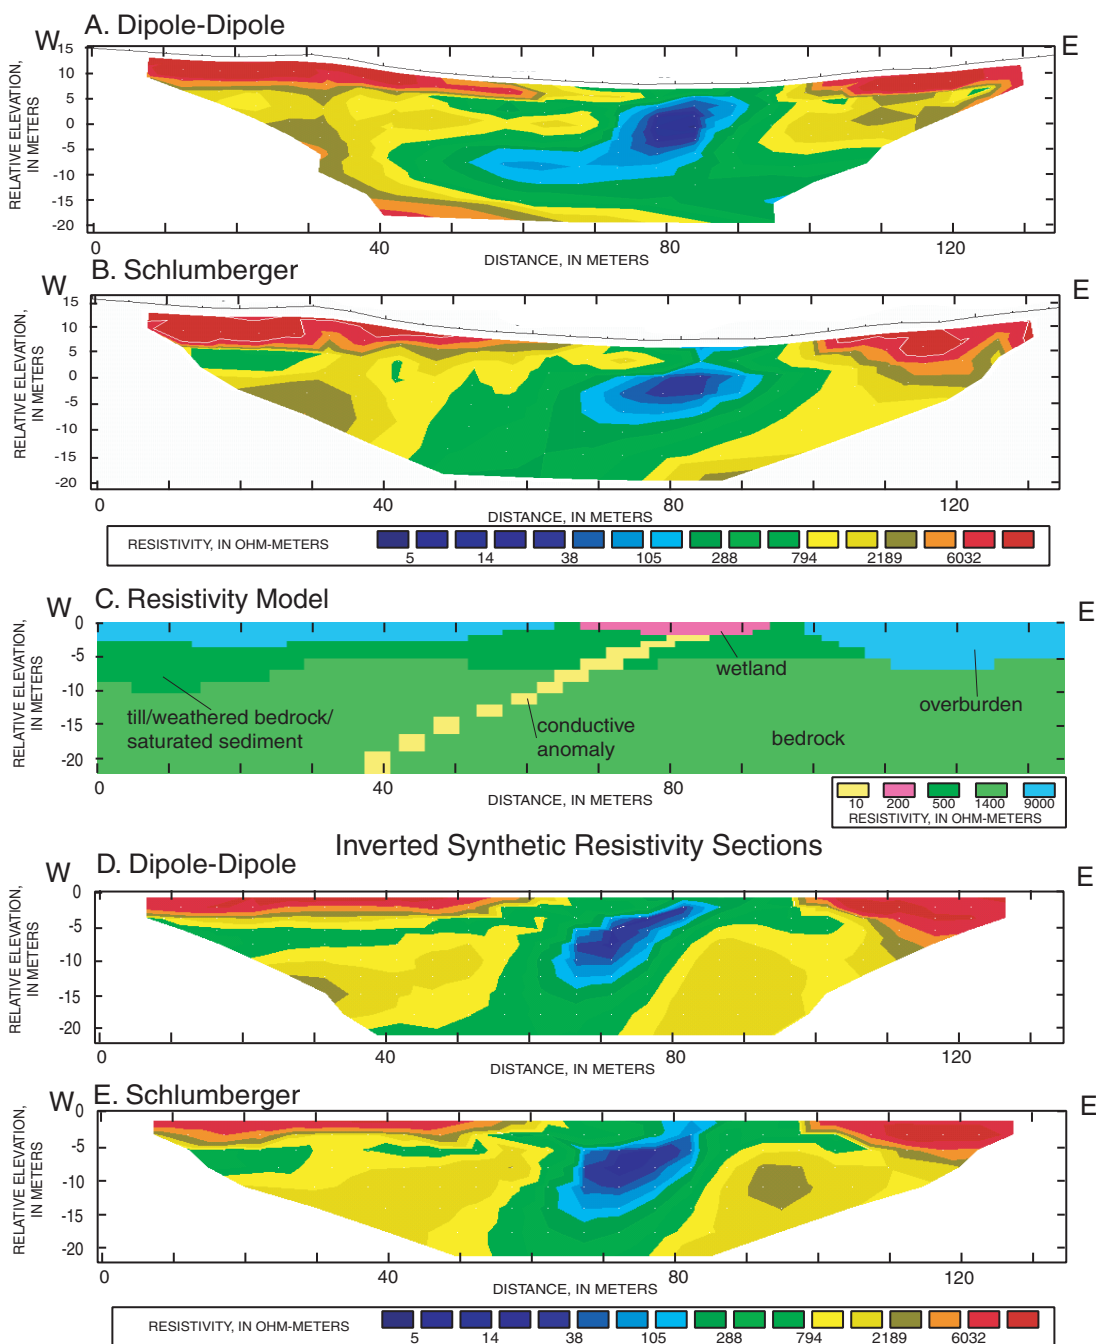 A. Dipole-Dipole
W
E
15
10
5
0
-5
-10
-15
-20
RELATIVE ELEVATION,
IN METERS
0
40
80
120
DISTANCE, IN METERS
B. Schlumberger
W
E
15
10
5
0
-5
-10
-15
-20
RELATIVE ELEVATION,
IN METERS
0
40
80
120
DISTANCE, IN METERS
RESISTIVITY, IN OHM-METERS
5 14 38 105 288 794 2189 6032
C. Resistivity Model
W
E
0
-5
-10
-15
-20
RELATIVE ELEVATION,
IN METERS
wetland
overburden
till/weathered bedrock/
saturated sediment
conductive
anomaly
bedrock
0
40
80
DISTANCE, IN METERS
10 200 500 1400 9000
RESISTIVITY, IN OHM-METERS
Inverted Synthetic Resistivity Sections
D. Dipole-Dipole
W
E
0
-5
-10
-15
-20
RELATIVE ELEVATION,
IN METERS
0
40
80
120
DISTANCE, IN METERS
E. Schlumberger
W
E
0
-5
-10
-15
-20
RELATIVE ELEVATION,
IN METERS
0
40
80
120
DISTANCE, IN METERS
RESISTIVITY, IN OHM-METERS
5 14 38 105 288 794 2189 6032